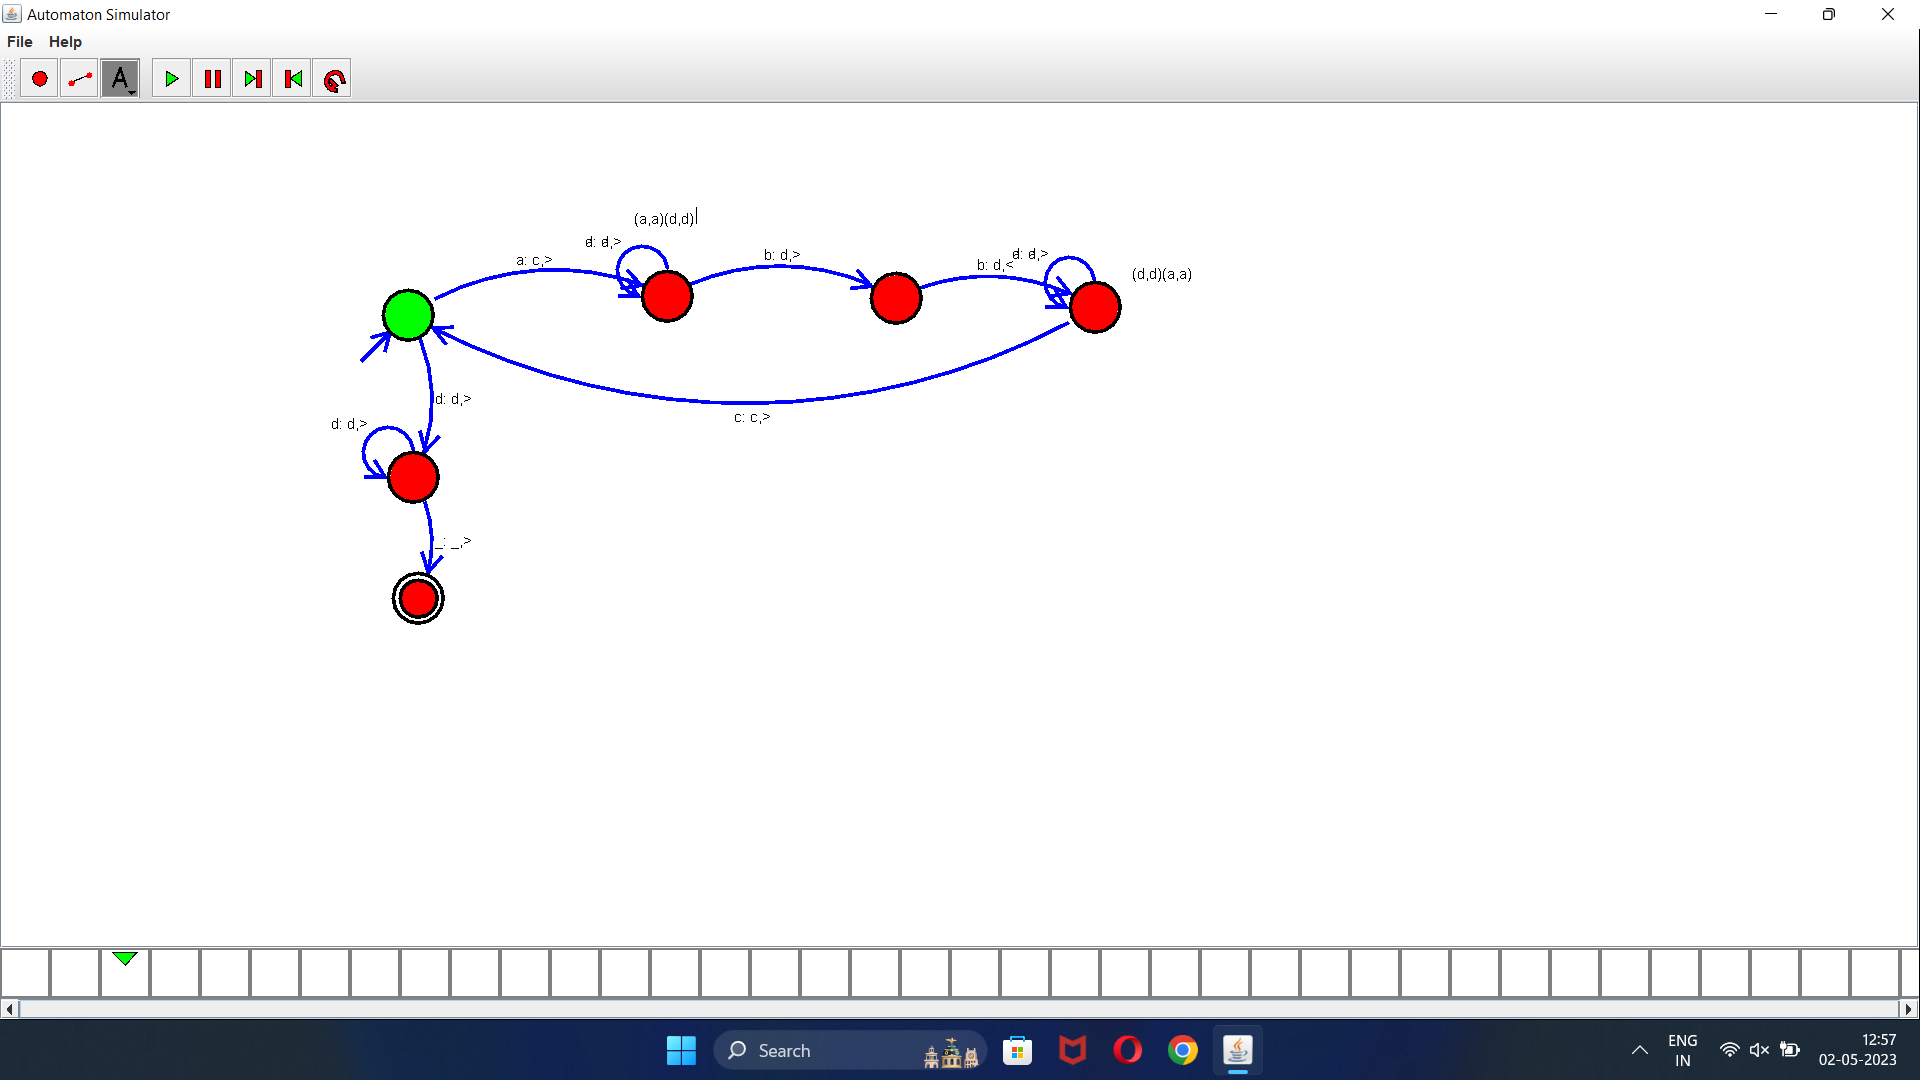 Automaton Simulator
File Help
A
(a,a)(d,d)
d: d,>
a: c,>
b: d,>
b: d,<
d: d,>
(d,d)(a,a)
d: d,>
c: c,>
d: d,>
_: _,>
Search
ENG
IN
12:57
02-05-2023